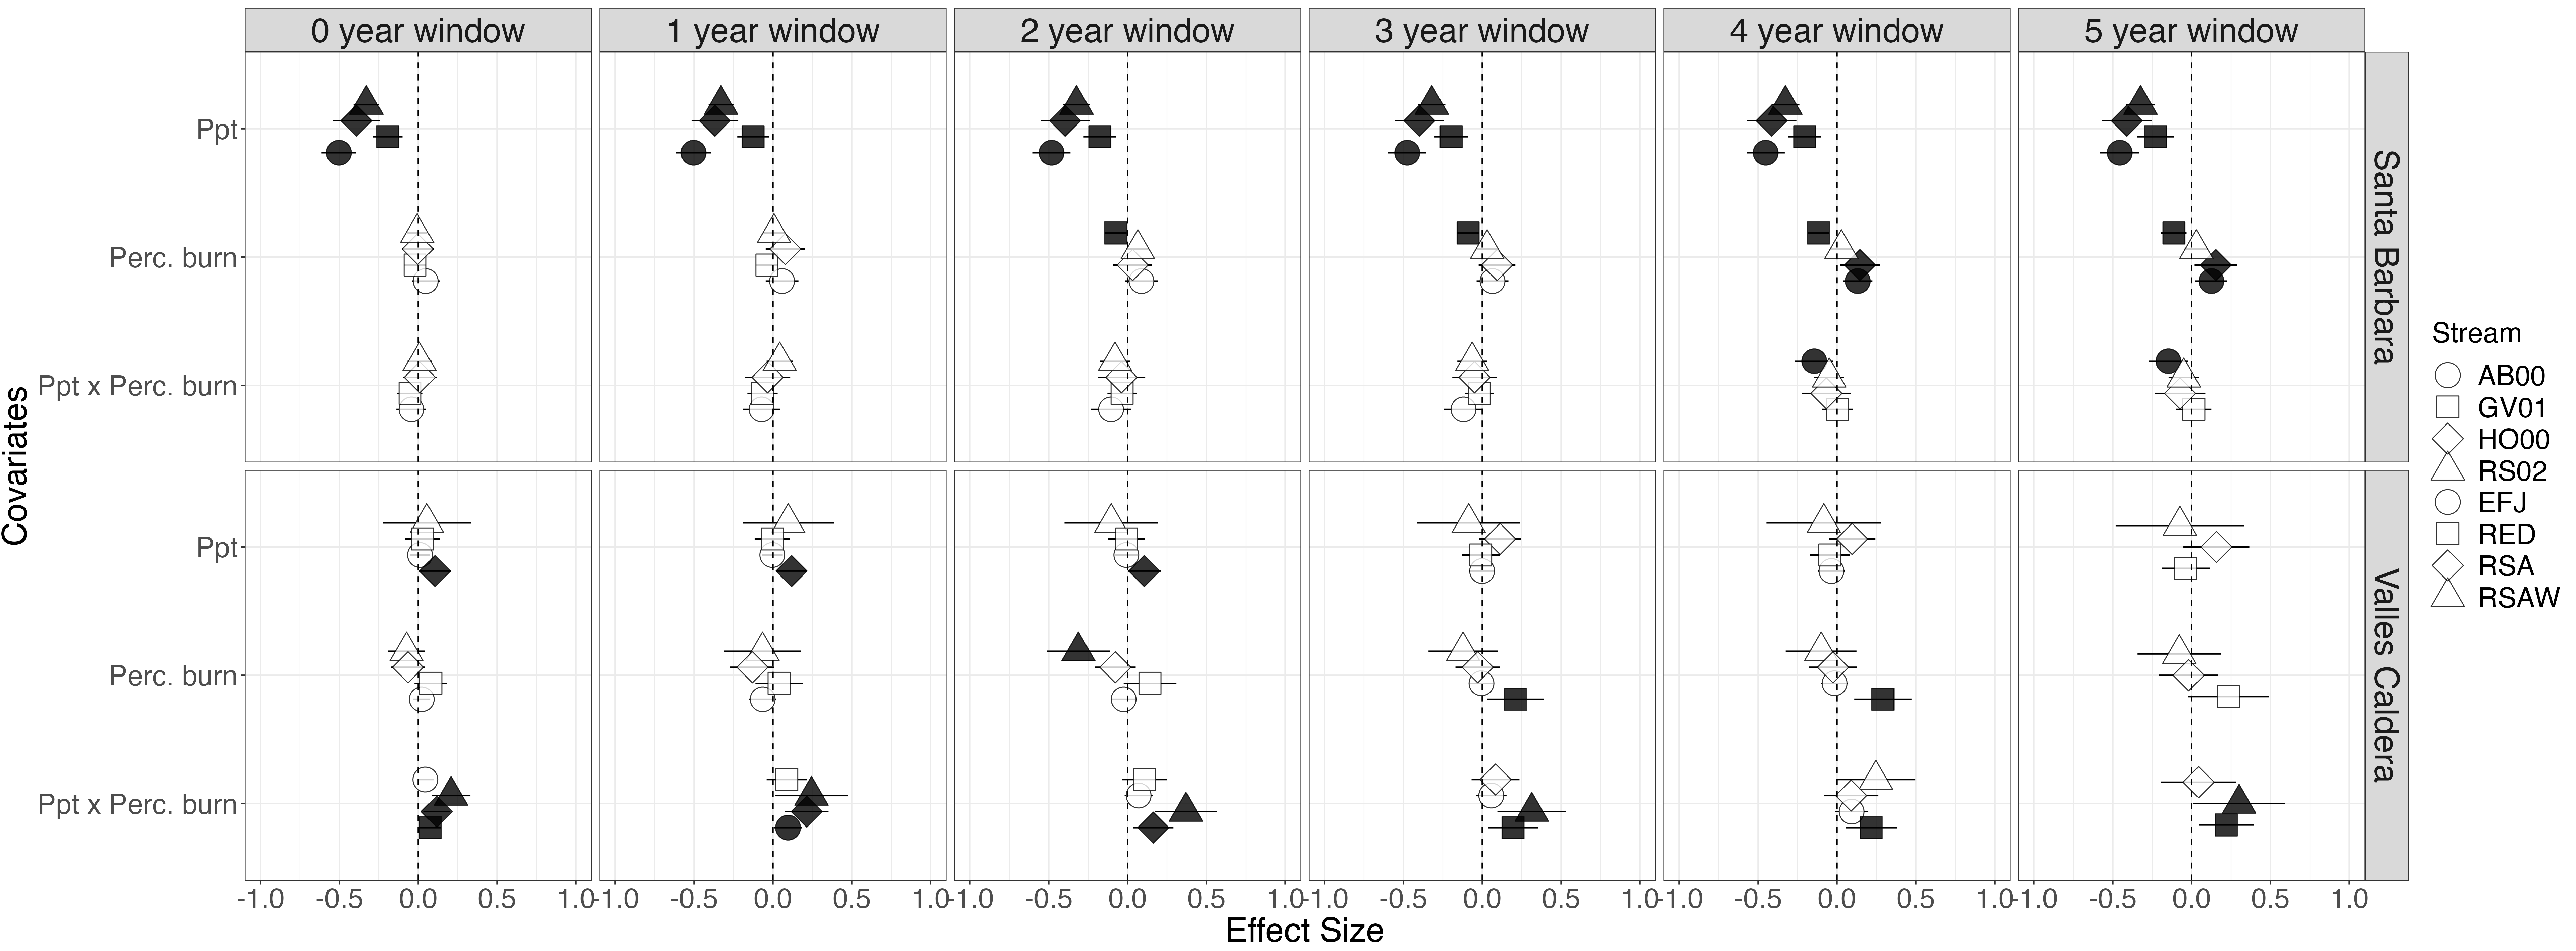 0 year window
1 year window
2 year window
3 year window
4 year window
5 year window
Ppt
Perc. burn
Ppt x Perc. burn
Santa Barbara
Ppt
Perc. burn
Ppt x Perc. burn
Valles Caldera
Covariates
-1.0 -0.5 0.0 0.5 1.0
-1.0 -0.5 0.0 0.5 1.0
-1.0 -0.5 0.0 0.5 1.0
-1.0 -0.5 0.0 0.5 1.0
-1.0 -0.5 0.0 0.5 1.0
-1.0 -0.5 0.0 0.5 1.0
Effect Size
Stream
AB00
GV01
HO00
RS02
EFJ
RED
RSA
RSAW